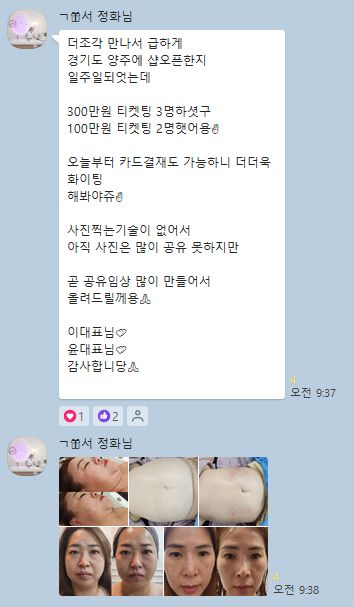 ㄱ서 정화님
더조각 만나서 급하게
경기도 양주에 샵오픈한지
일주일되엇는데
300만원 티켓팅 3명하셧구
100만원 티켓팅 2명햇어용✌
오늘부터 카드결재도 가능하니 더더욱
화이팅
해봐야쥬✌
사진찍는기술이 없어서
아직 사진은 많이 공유 못하지만
곧 공유임상 많이 만들어서
올려드릴께용🙏
이대표님
윤대표님
감사합니당🙏
4
오전 9:37
1
2
ㄱ서 정화님
4
오전 9:38